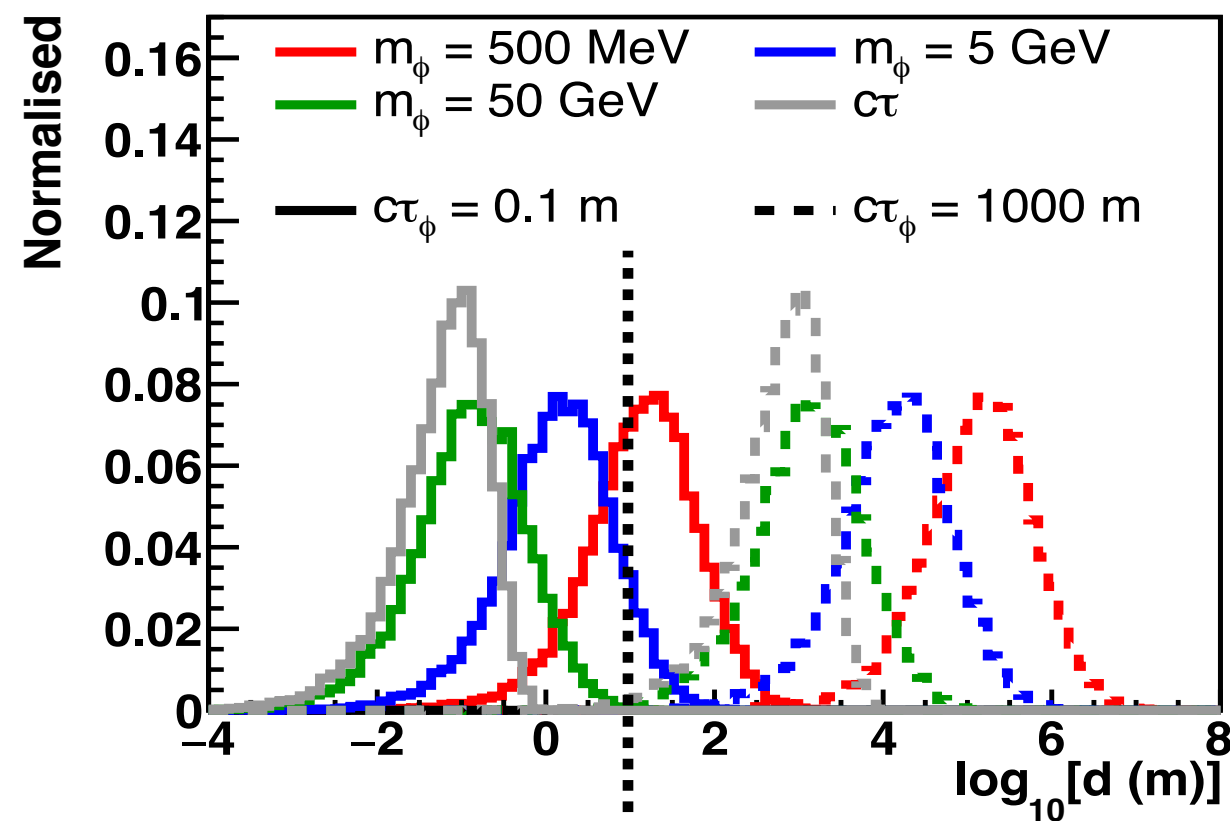 Normalised
m_ϕ = 500 MeV
m_ϕ = 5 GeV
m_ϕ = 50 GeV
cτ
cτ_ϕ = 0.1 m
cτ_ϕ = 1000 m
0.16
0.14
0.12
0.1
0.08
0.06
0.04
0.02
0
−4 −2 0 2 4 6 8
log₁₀[d (m)]